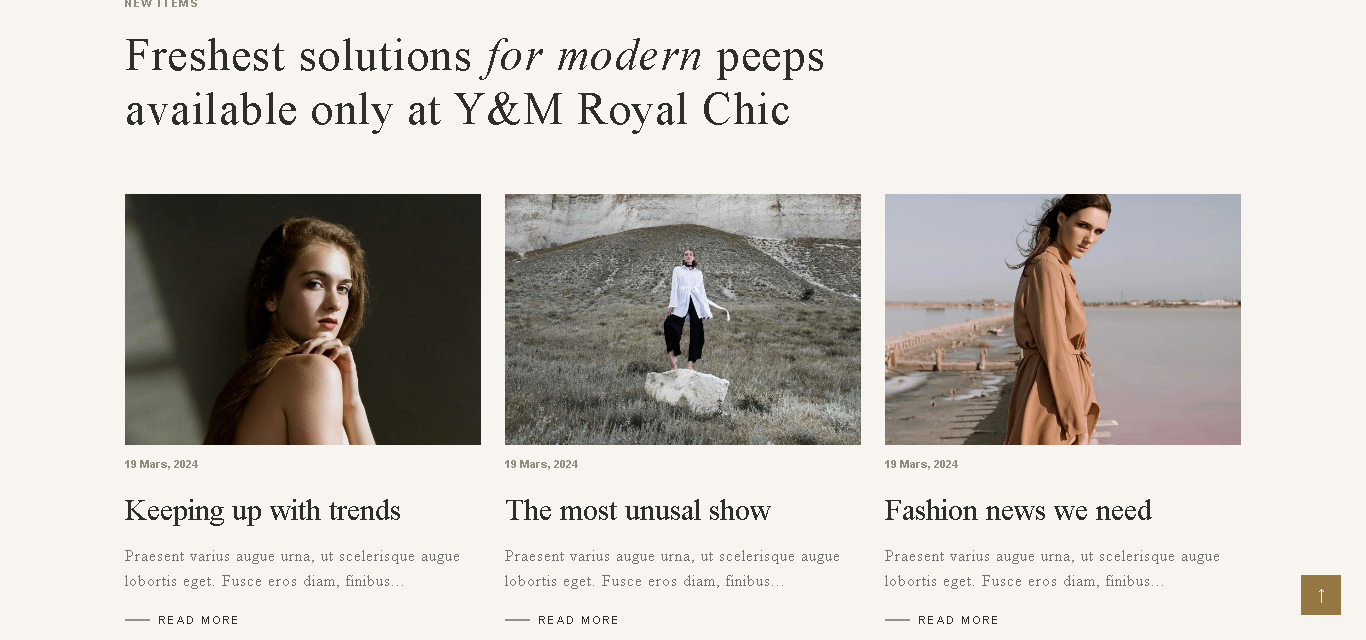 NEW ITEMS
Freshest solutions for modern peeps
available only at Y&M Royal Chic
19 Mars, 2024
Keeping up with trends
Praesent varius augue urna, ut scelerisque augue
lobortis eget. Fusce eros diam, finibus...
READ MORE
19 Mars, 2024
The most unusal show
Praesent varius augue urna, ut scelerisque augue
lobortis eget. Fusce eros diam, finibus...
READ MORE
19 Mars, 2024
Fashion news we need
Praesent varius augue urna, ut scelerisque augue
lobortis eget. Fusce eros diam, finibus...
READ MORE
↑